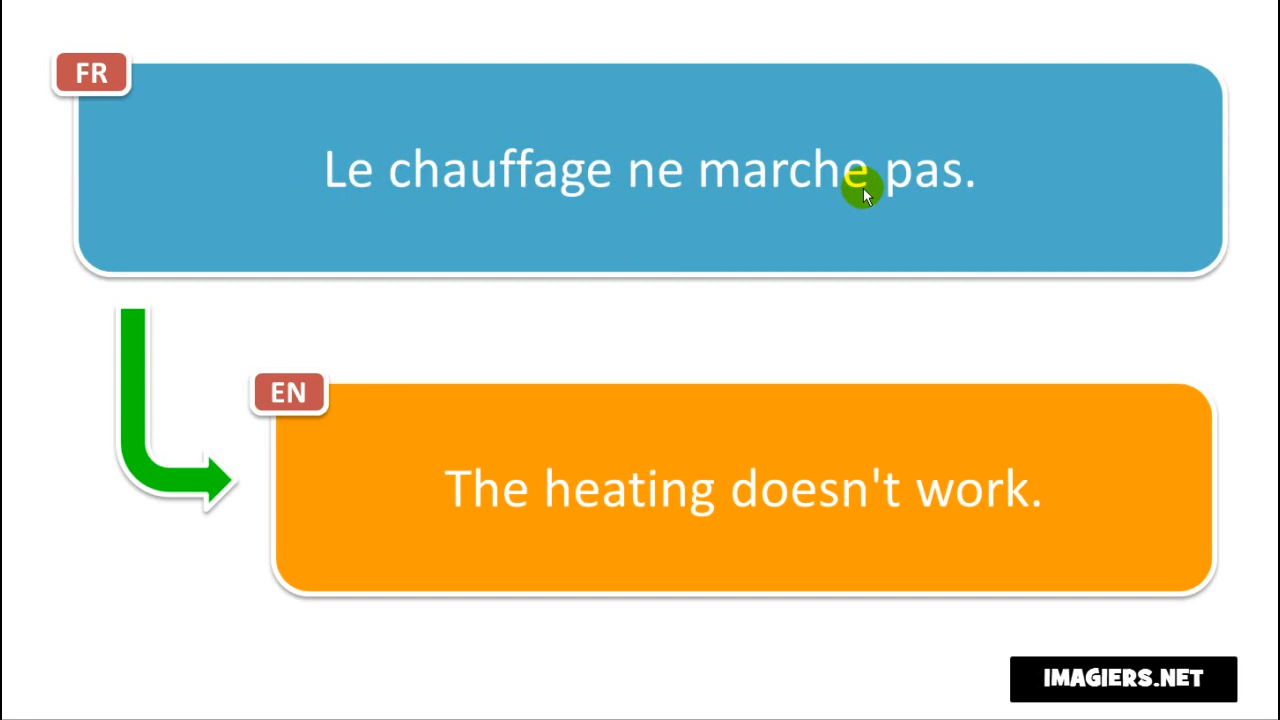 FR
Le chauffage ne marche pas.
EN
The heating doesn't work.
IMAGIERS.NET